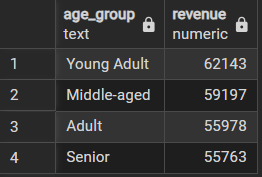 age_group revenue
text numeric
1 Young Adult 62143
2 Middle-aged 59197
3 Adult 55978
4 Senior 55763